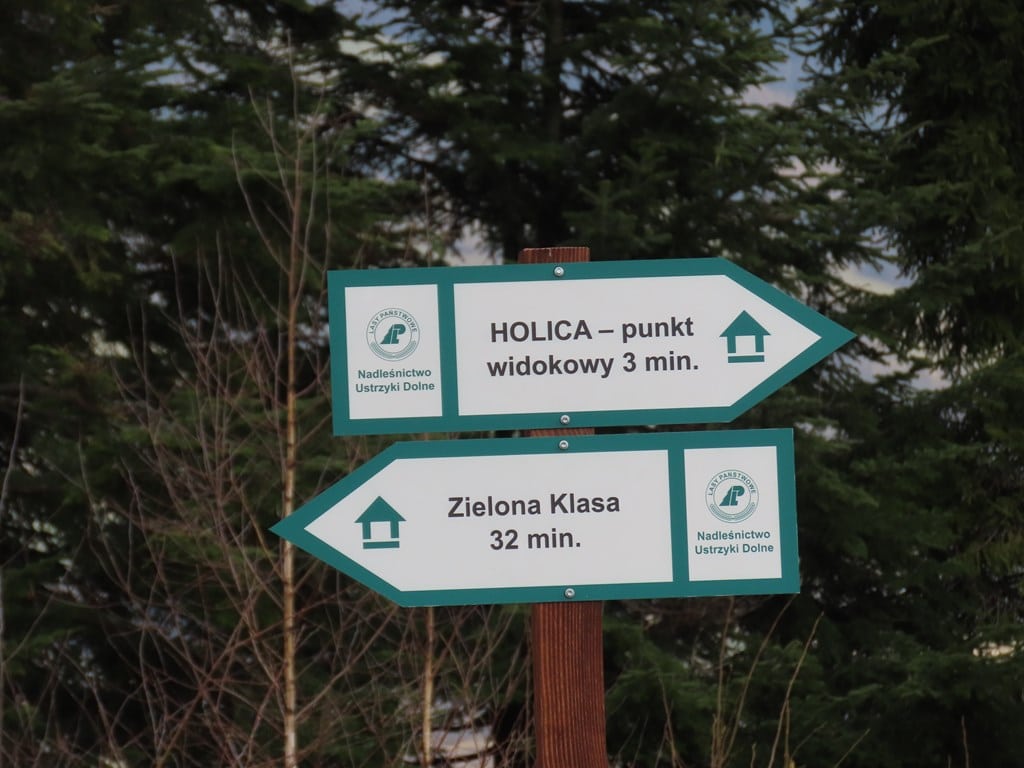 LASY PAŃSTWOWE
Nadleśnictwo
Ustrzyki Dolne
HOLICA – punkt
widokowy 3 min.
Zielona Klasa
32 min.
LASY PAŃSTWOWE
Nadleśnictwo
Ustrzyki Dolne